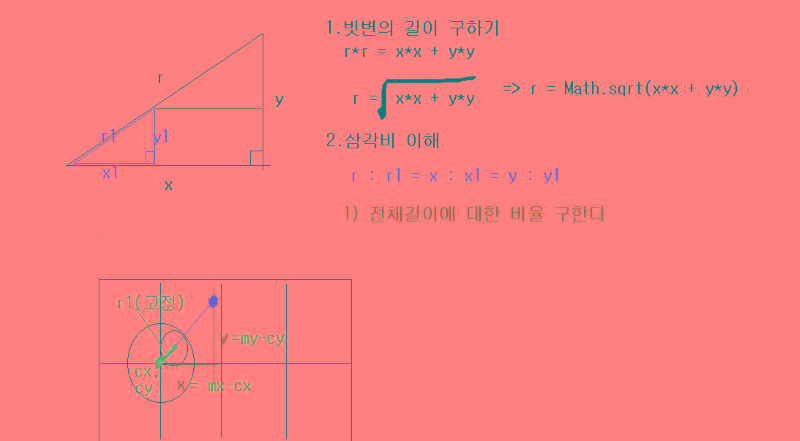 1.빗변의 길이 구하기
r*r = x*x + y*y
r = x*x + y*y => r = Math.sqrt(x*x + y*y)
2.삼각비 이해
r : r1 = x : x1 = y : y1
1) 전체길이에 대한 비율 구한다
r
y
r1
y1
x1
x
r1(고정)
y=my-cy
cx,
cy
x= mx-cx